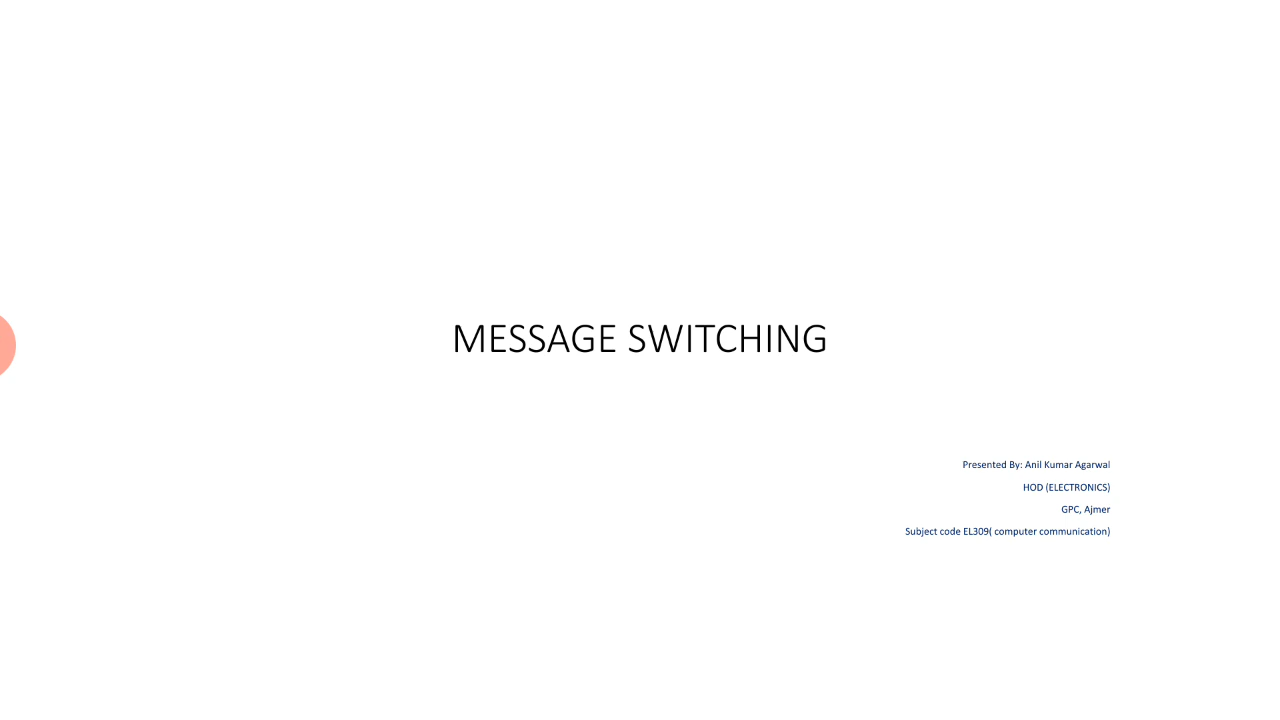 MESSAGE SWITCHING
Presented By: Anil Kumar Agarwal
HOD (ELECTRONICS)
GPC, Ajmer
Subject code EL309( computer communication)